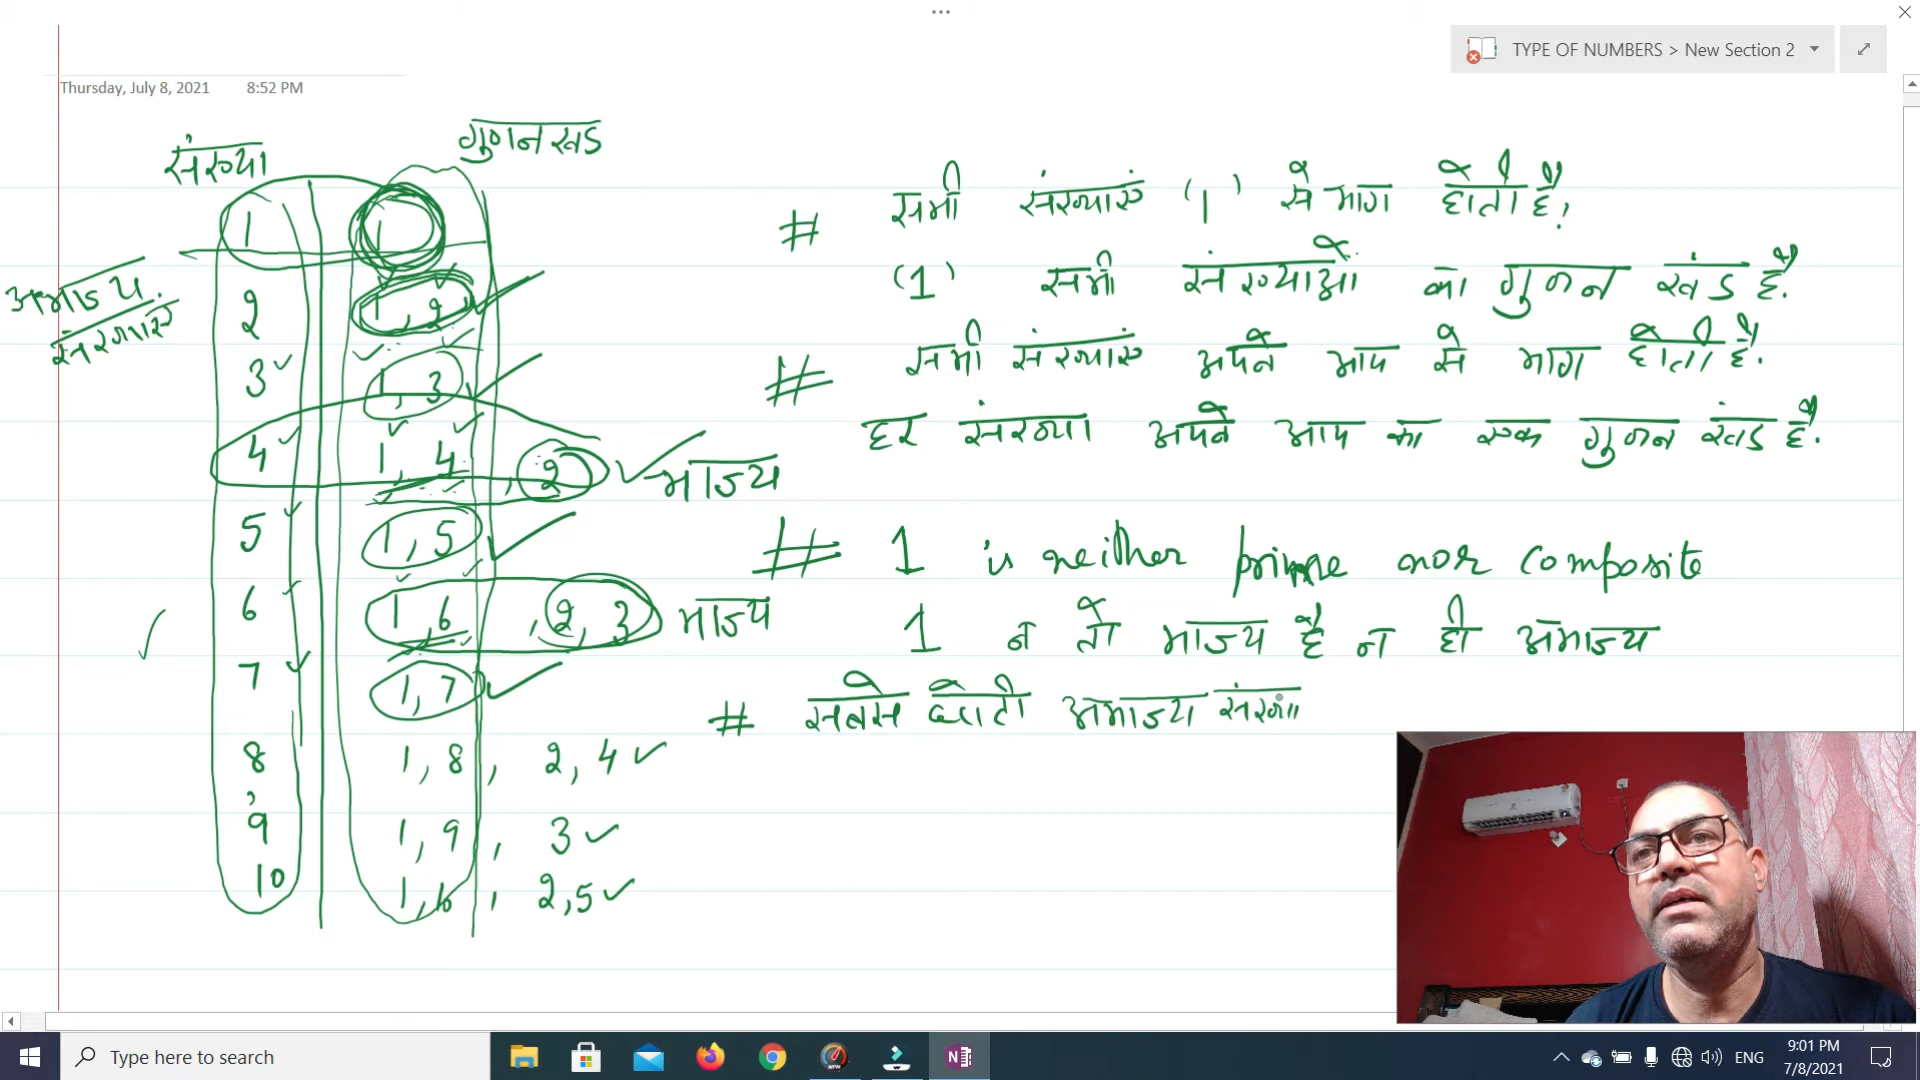 TYPE OF NUMBERS > New Section 2
Thursday, July 8, 2021 8:52 PM
संख्या गुणनखंड
1 1
2 1, 2
3 1, 3
4 1, 4, 2 भाज्य
5 1, 5
6 1, 6, 2, 3 भाज्य
7 1, 7
8 1, 8, 2, 4
9 1, 9, 3
10 1, 10, 2, 5
अभाज्य
संख्याएं
# सभी संख्याएं '1' से भाग होती हैं।
(1) सभी संख्याओं का गुणन खंड है.
# सभी संख्याएं अपने आप से भाग होती हैं.
हर संख्या अपने आप का एक गुणन खंड है.
# 1 is neither prime nor composite
1 न तो भाज्य है न ही अभाज्य
# सबसे छोटी अभाज्य संख्या
Type here to search
ENG
9:01 PM
7/8/2021